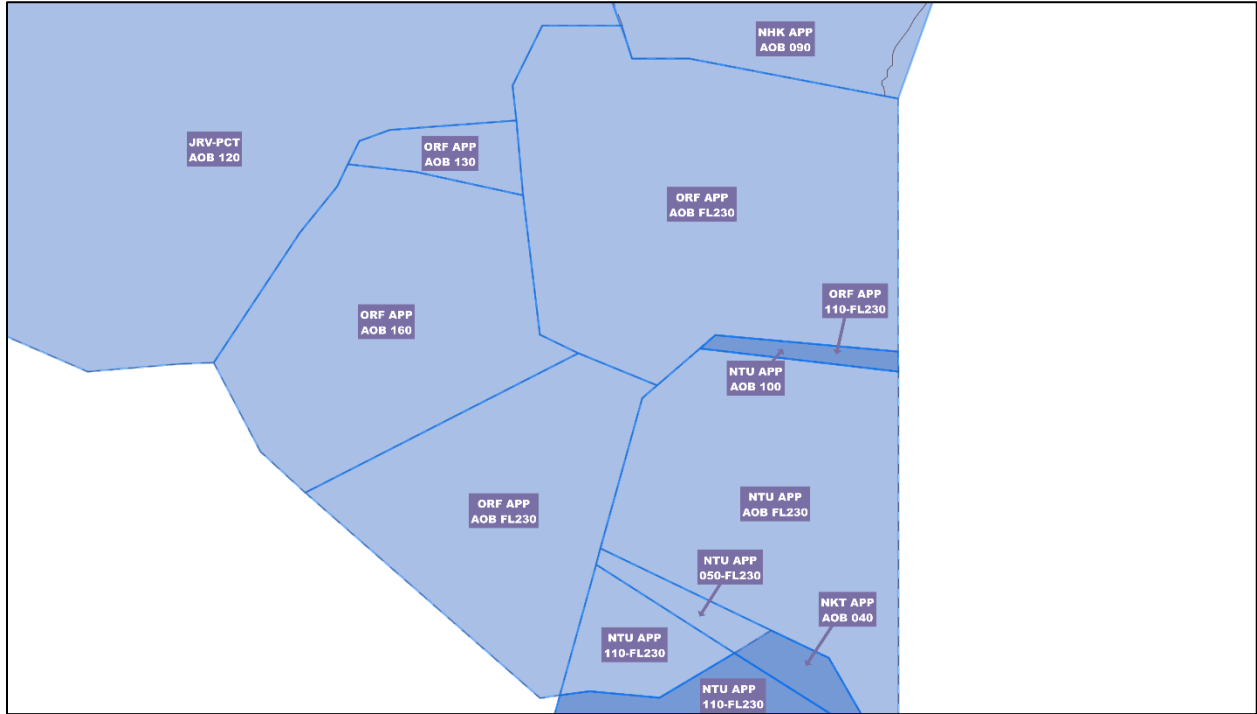 NHK APP
AOB 090
JRV-PCT
AOB 120
ORF APP
AOB 130
ORF APP
AOB FL230
ORF APP
110-FL230
ORF APP
AOB 160
NTU APP
AOB 100
ORF APP
AOB FL230
NTU APP
AOB FL230
NTU APP
050-FL230
NKT APP
AOB 040
NTU APP
110-FL230
NTU APP
110-FL230